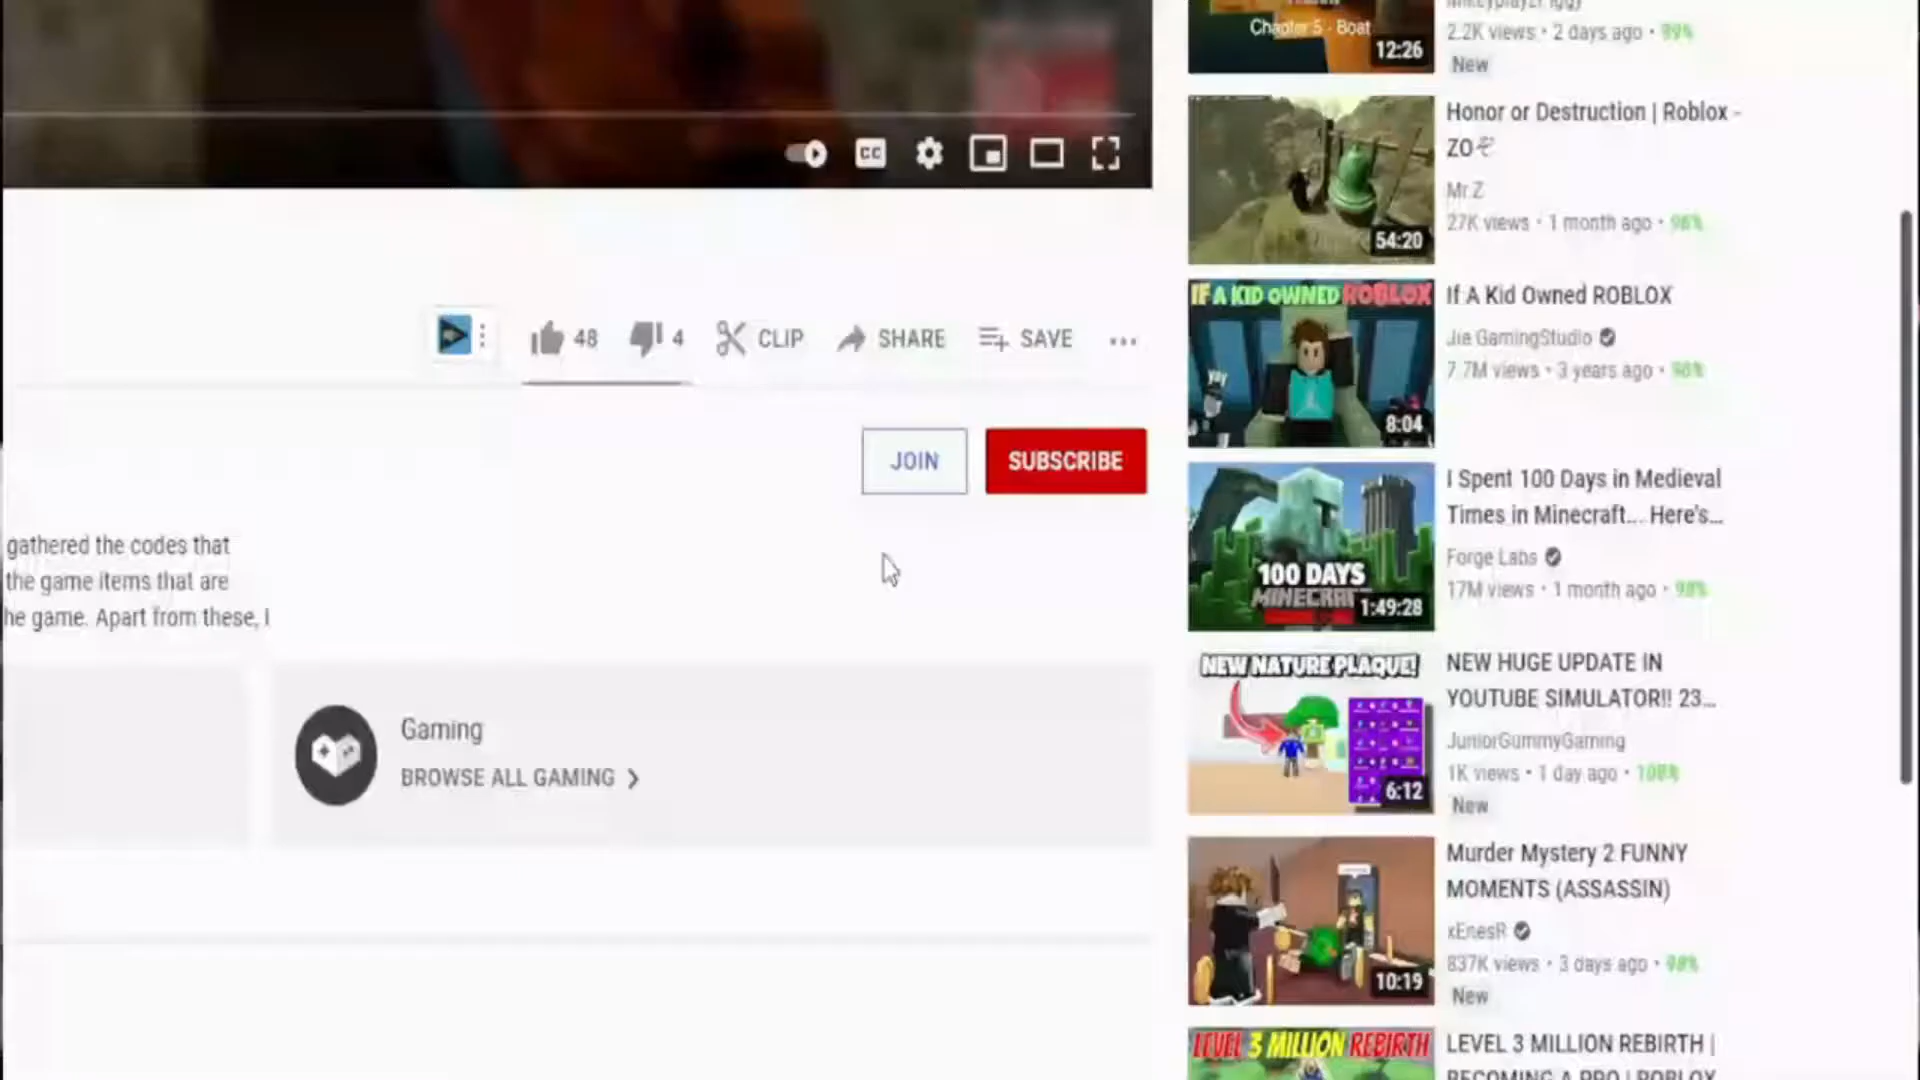 Chapter 5 - Boat
12:26
2.2K views • 2 days ago • 99%
New
CC
Honor or Destruction | Roblox -
ZOぞ
Mr.Z
27K views • 1 month ago • 96%
54:20
48
4
CLIP
SHARE
SAVE
IF A KID OWNED ROBLOX
If A Kid Owned ROBLOX
Jie GamingStudio
7.7M views • 3 years ago •
8:04
JOIN
SUBSCRIBE
gathered the codes that
the game items that are
he game. Apart from these, I
I Spent 100 Days in Medieval
Times in Minecraft... Here's...
Forge Labs
17M views • 1 month ago • 98%
100 DAYS
MINECRAFT
1:49:28
Gaming
BROWSE ALL GAMING
NEW NATURE PLAQUE!
NEW HUGE UPDATE IN
YOUTUBE SIMULATOR!! 23...
JuniorGummyGaming
1K views • 1 day ago • 100%
New
6:12
Murder Mystery 2 FUNNY
MOMENTS (ASSASSIN)
xEnesR
837K views • 3 days ago • 98%
New
10:19
LEVEL 3 MILLION REBIRTH
LEVEL 3 MILLION REBIRTH |
BECOMING A PRO | ROBLOX